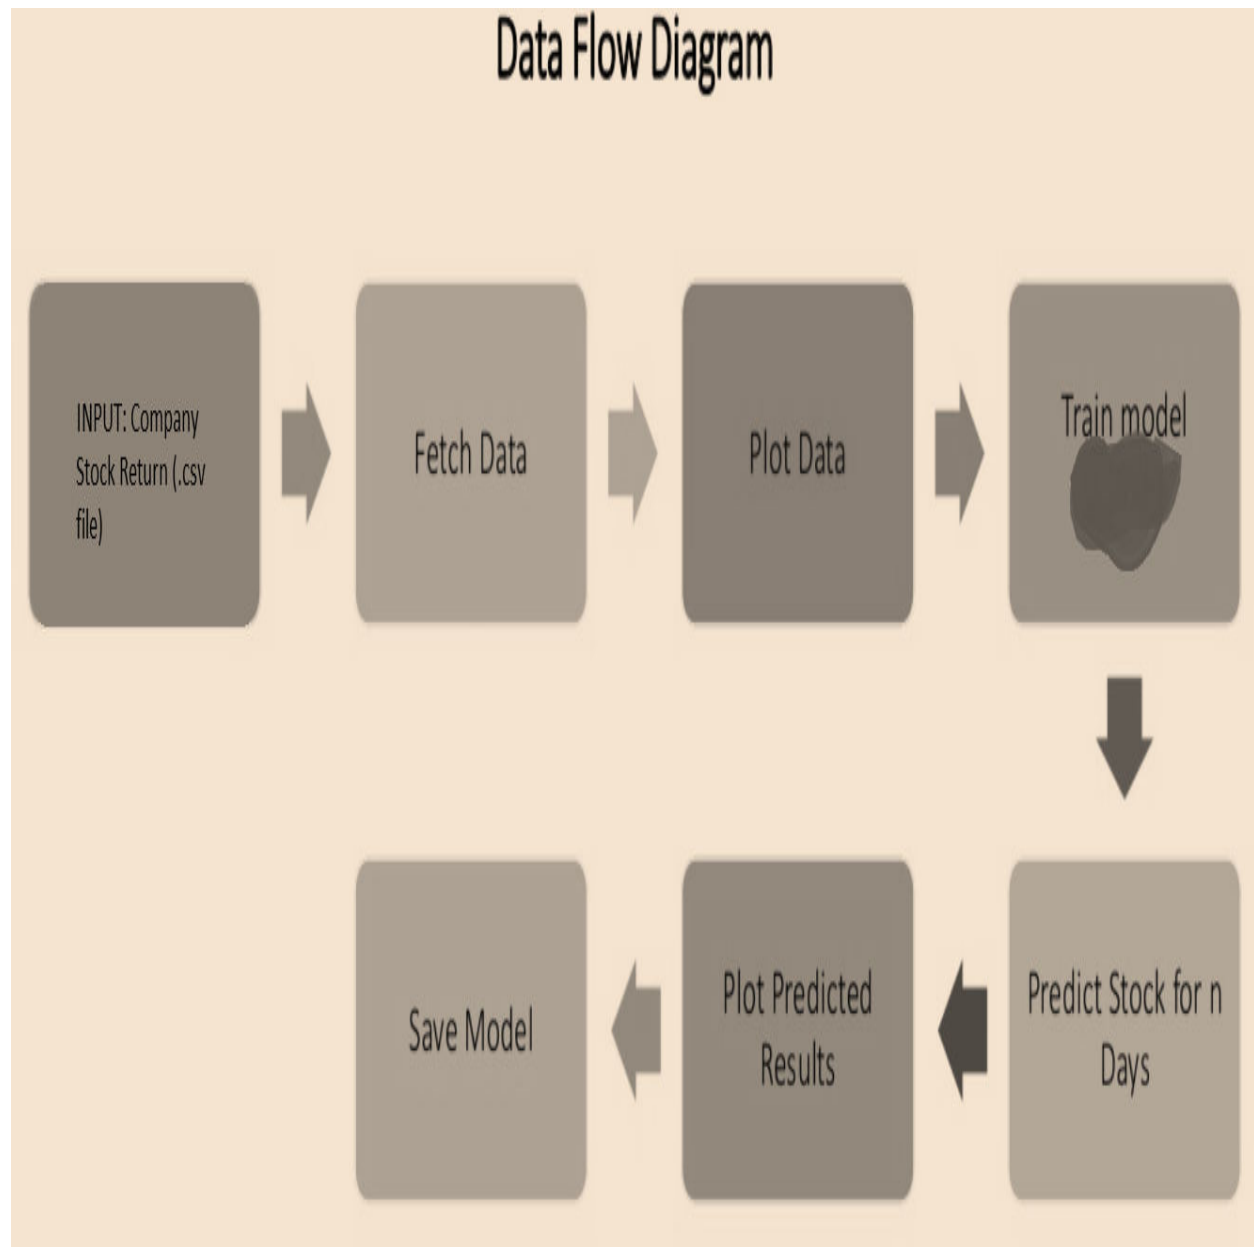 Data Flow Diagram
INPUT: Company
Stock Return (.csv
file)
Fetch Data
Plot Data
Train model
Predict Stock for n
Days
Plot Predicted
Results
Save Model